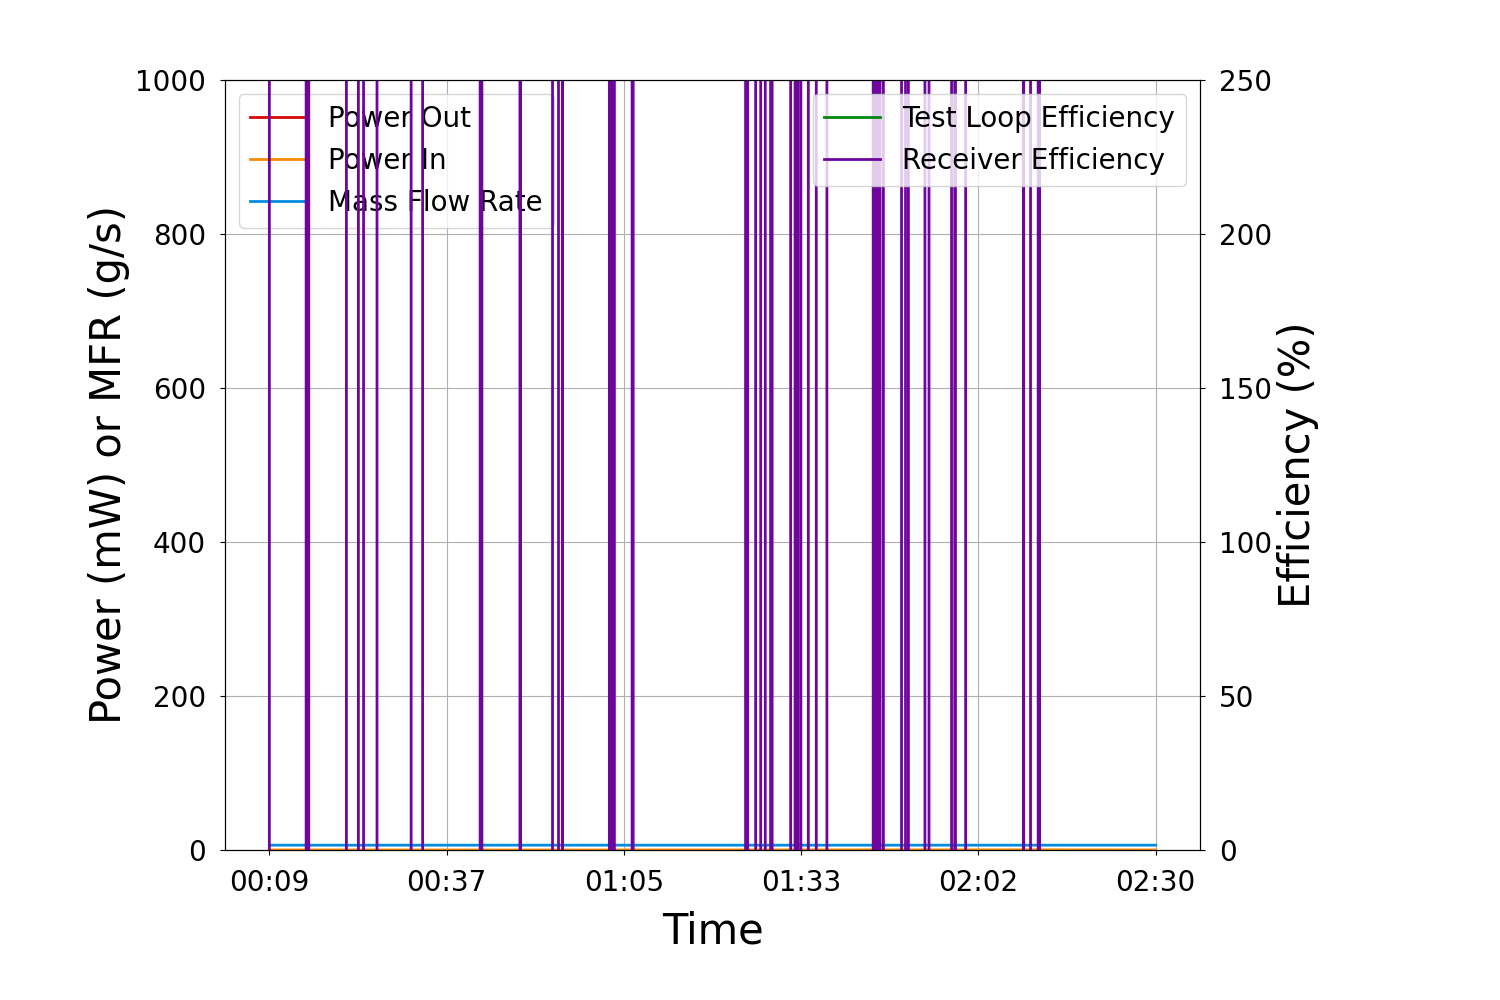 Power Out
Power In
Mass Flow Rate
Test Loop Efficiency
Receiver Efficiency
Power (mW) or MFR (g/s)
1000
800
600
400
200
0
250
200
150
100
50
0
Efficiency (%)
00:09
00:37
01:05
01:33
02:02
02:30
Time